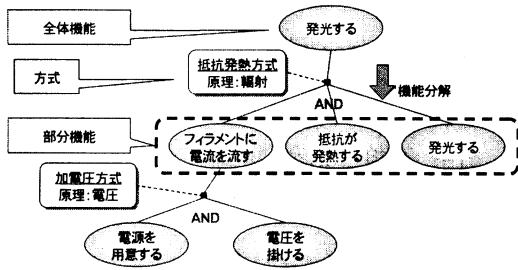 全体機能
発光する
方式
抵抗発熱方式
原理:輻射
機能分解
AND
部分機能
フィラメントに
電流を流す
抵抗が
発熱する
発光する
加電圧方式
原理:電圧
AND
電源を
用意する
電圧を
掛ける